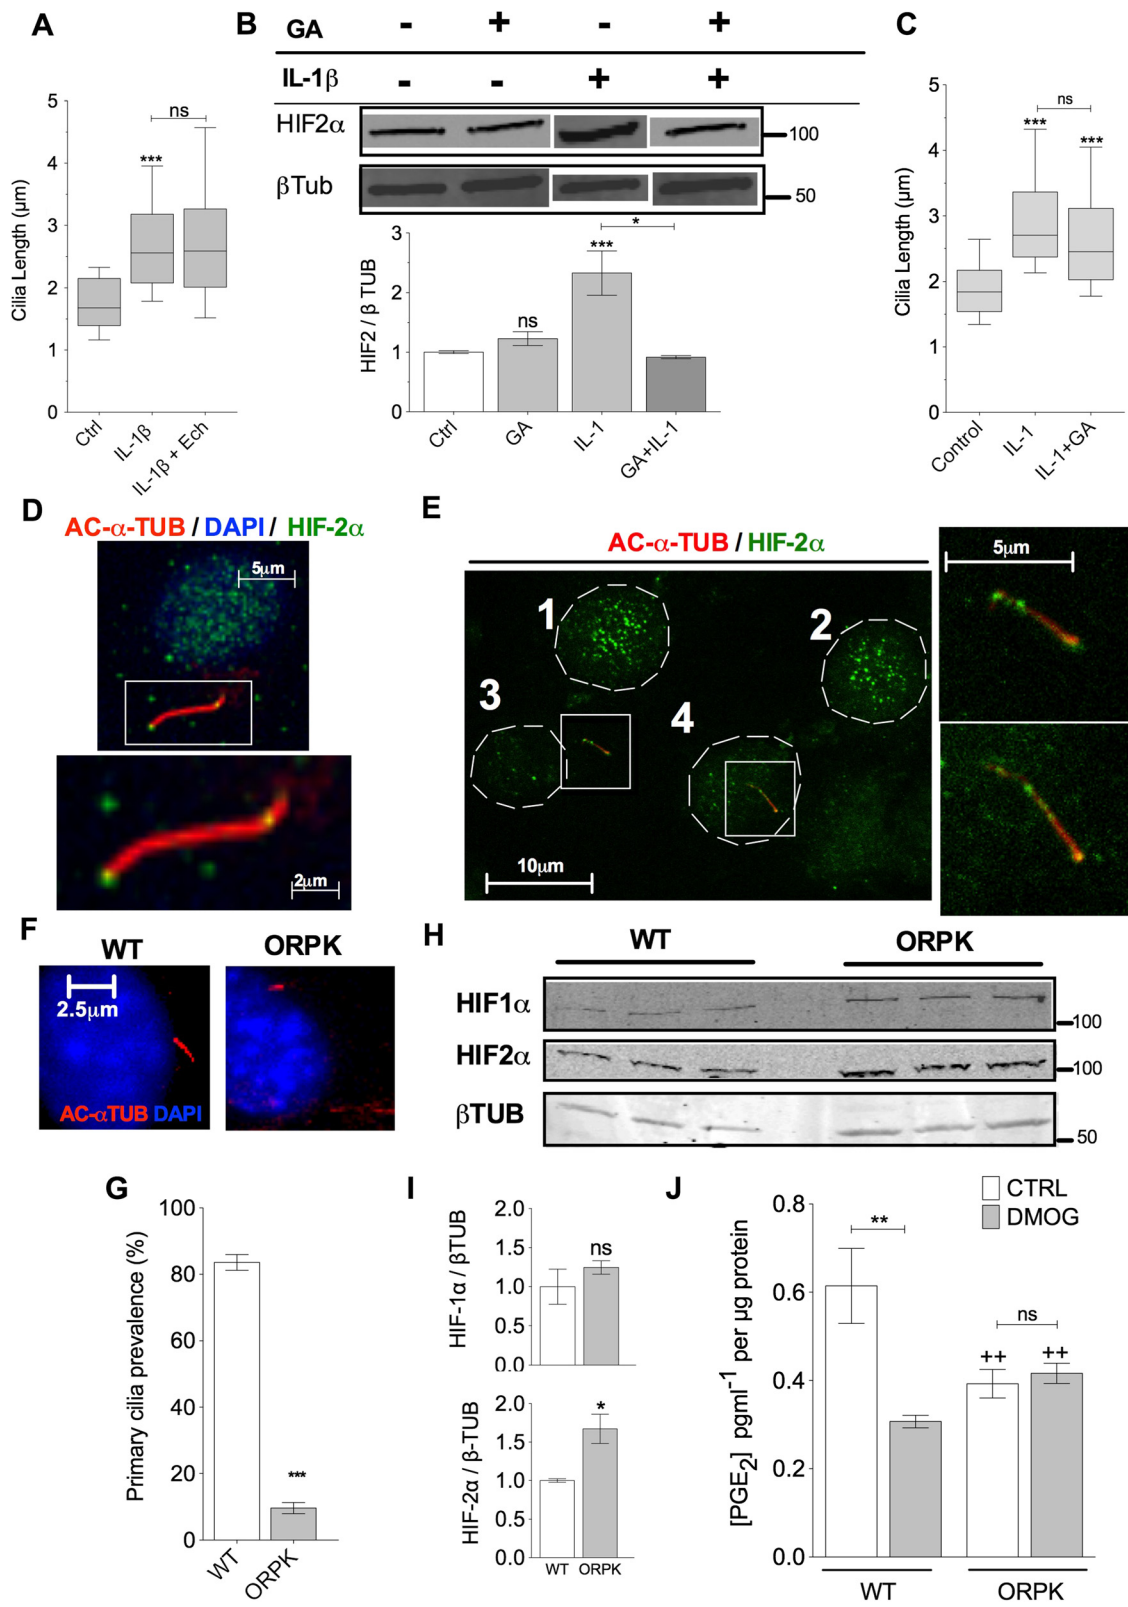 A
Cilia Length (µm)
5
4
3
2
1
0
ns
***
Ctrl
IL-1β
IL-1β + Ech
B
GA - + - +
IL-1β - - + +
HIF2α
100
βTub
50
HIF2 / β TUB
3
2
1
0
ns
***
*
Ctrl
GA
IL-1
GA+IL-1
C
Cilia Length (µm)
5
4
3
2
1
0
ns
***
***
Control
IL-1
IL-1+GA
D
AC-α-TUB / DAPI / HIF-2α
5µm
2µm
E
AC-α-TUB / HIF-2α
1
2
3
4
10µm
5µm
F
WT
ORPK
2.5µm
AC-αTUB DAPI
G
Primary cilia prevalence (%)
100
80
60
40
20
0
***
WT
ORPK
H
WT
ORPK
HIF1α
100
HIF2α
100
βTUB
50
I
HIF-1α / βTUB
2.0
1.5
1.0
0.5
0.0
ns
HIF-2α / β-TUB
2.0
1.5
1.0
0.5
0.0
*
WT
ORPK
J
CTRL
DMOG
[PGE2] pgml-1 per µg protein
0.8
0.6
0.4
0.2
0.0
**
ns
++
++
WT
ORPK